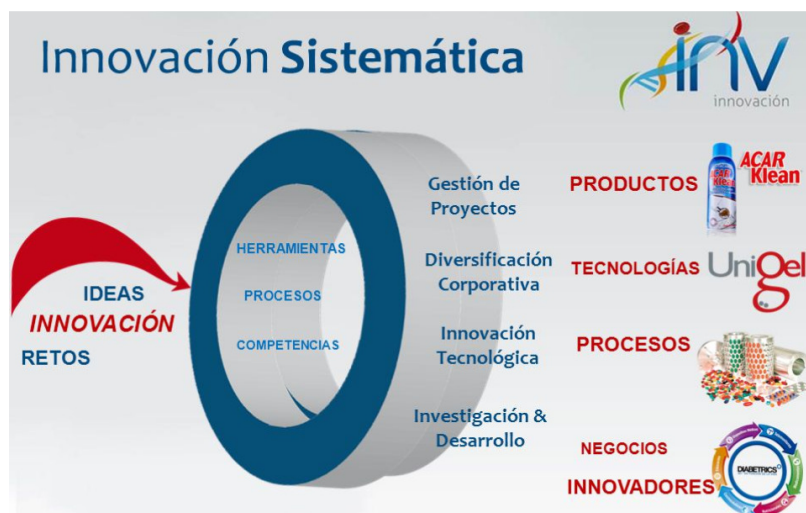 Innovación Sistemática
inv
innovación
IDEAS
INNOVACIÓN
RETOS
HERRAMIENTAS
PROCESOS
COMPETENCIAS
Gestión de
Proyectos
Diversificación
Corporativa
Innovación
Tecnológica
Investigación &
Desarrollo
PRODUCTOS
ACAR
Klean
TECNOLOGÍAS
Unigel
PROCESOS
NEGOCIOS
INNOVADORES
DIABETRICS